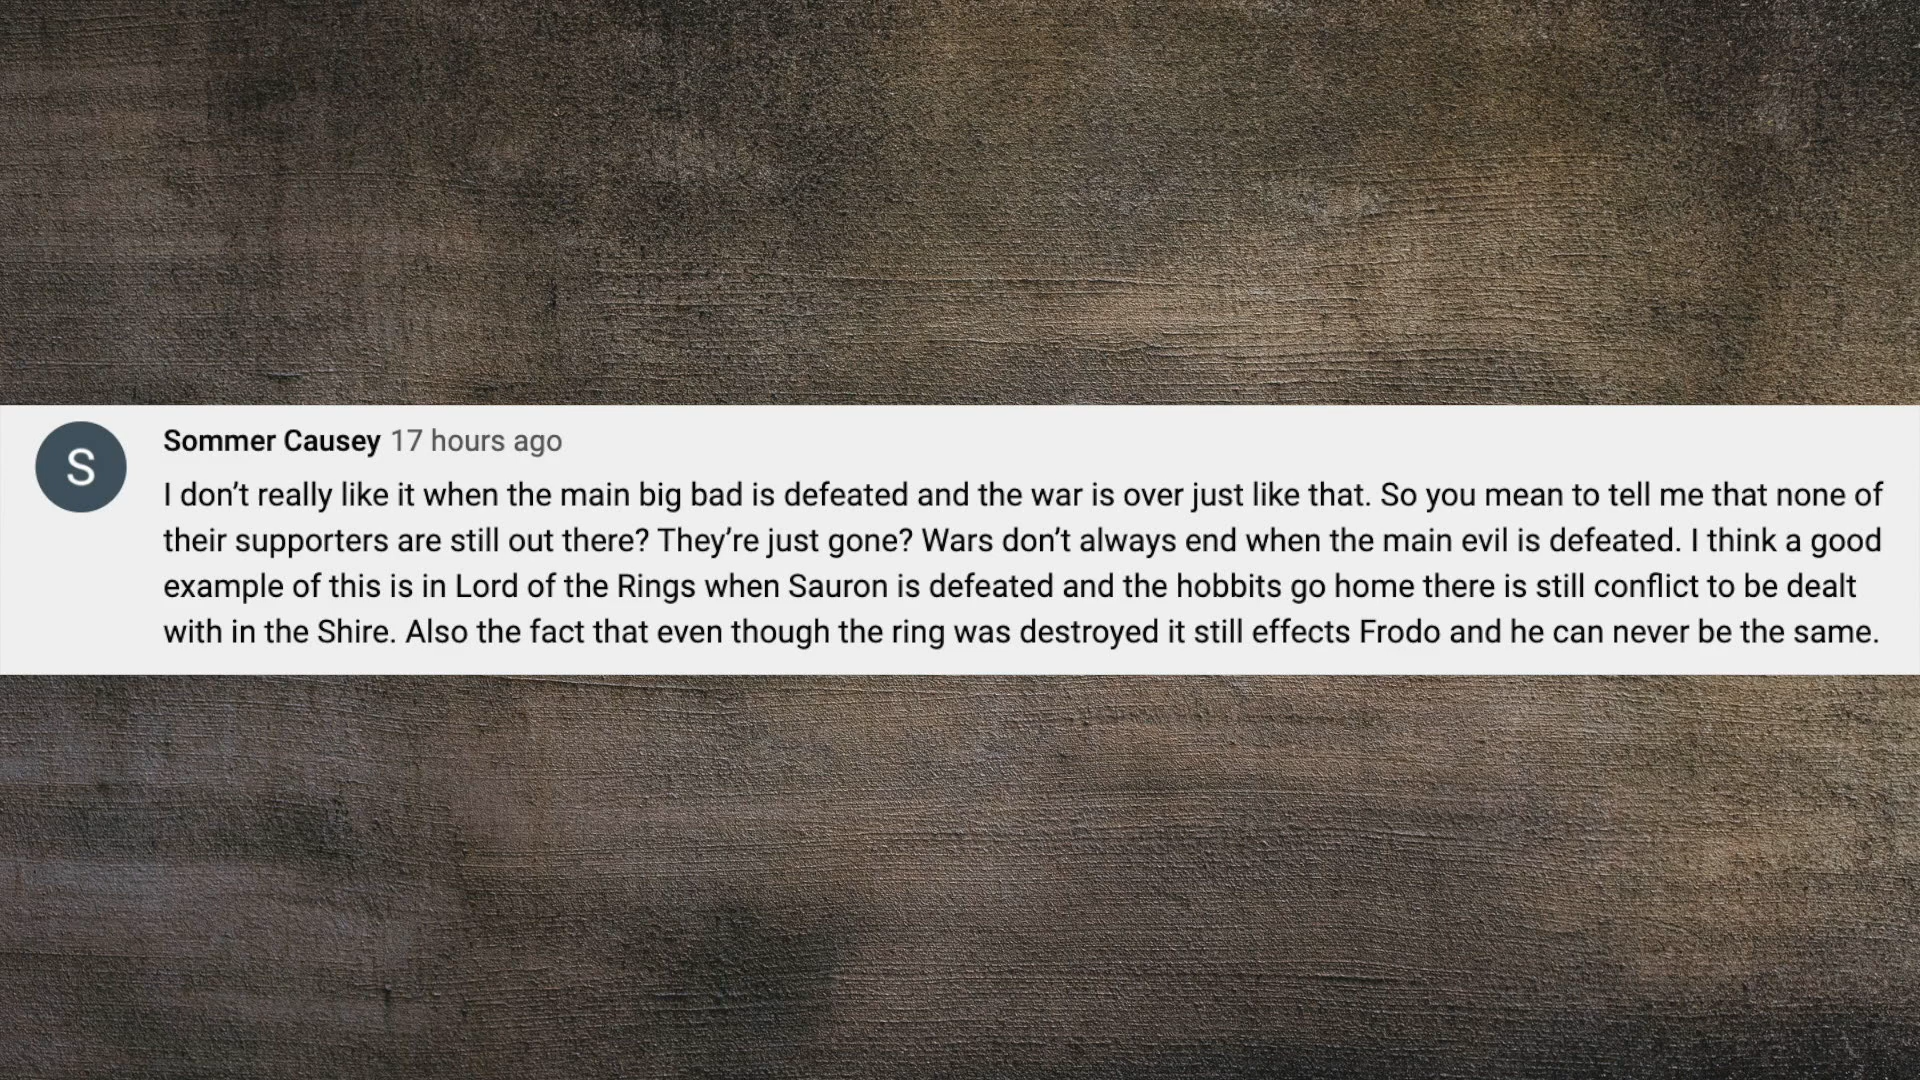 S
Sommer Causey 17 hours ago
I don’t really like it when the main big bad is defeated and the war is over just like that. So you mean to tell me that none of
their supporters are still out there? They’re just gone? Wars don’t always end when the main evil is defeated. I think a good
example of this is in Lord of the Rings when Sauron is defeated and the hobbits go home there is still conflict to be dealt
with in the Shire. Also the fact that even though the ring was destroyed it still effects Frodo and he can never be the same.